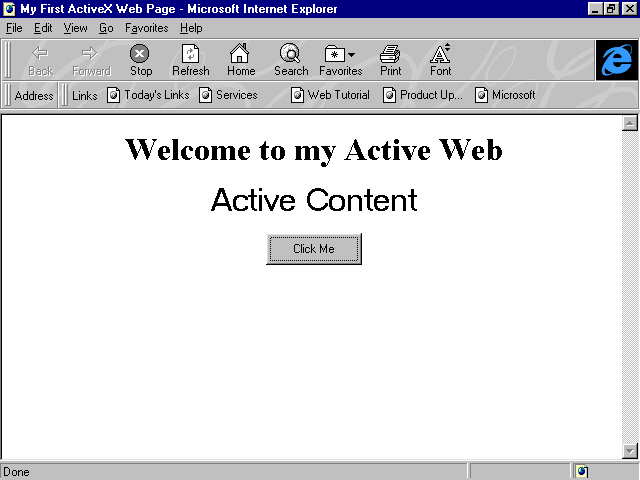 My First ActiveX Web Page - Microsoft Internet Explorer
File Edit View Go Favorites Help
Back Forward Stop Refresh Home Search Favorites Print Font
Address Links Today's Links Services Web Tutorial Product Up... Microsoft
Welcome to my Active Web
Active Content
Click Me
Done